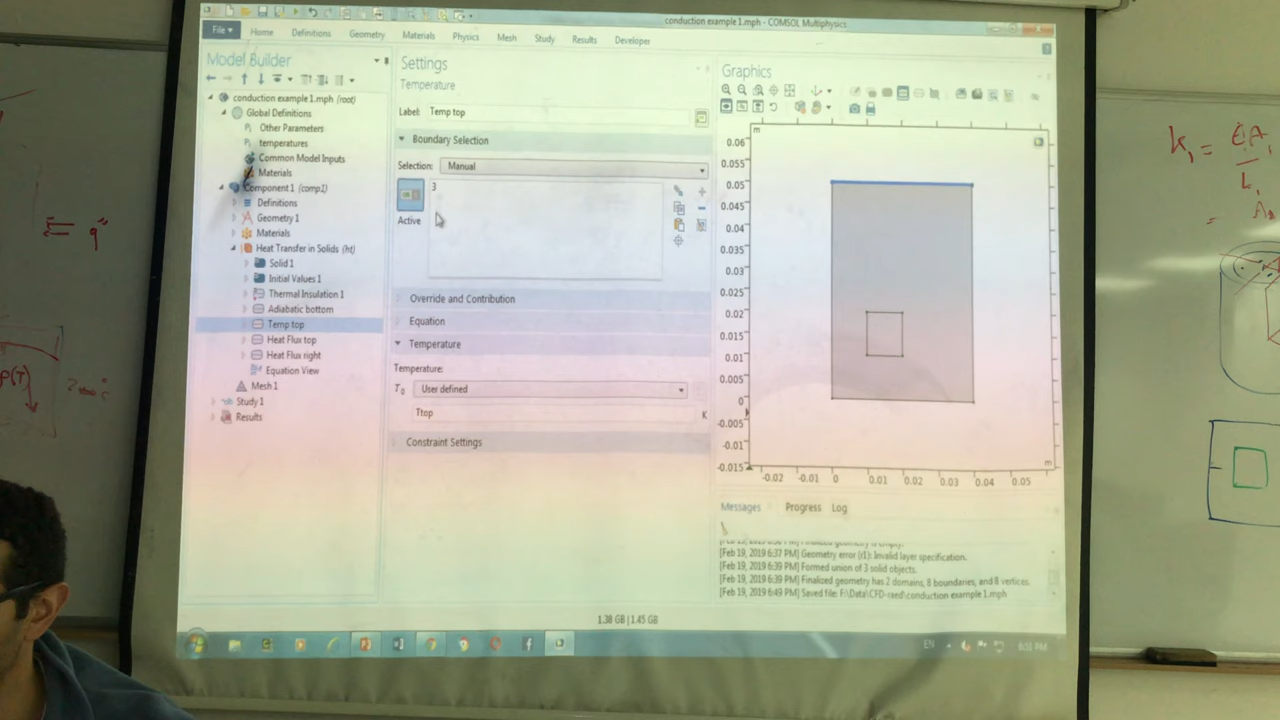 conduction example 1.mph - COMSOL Multiphysics
File Home Definitions Geometry Materials Physics Mesh Study Results Developer
Model Builder
conduction example 1.mph (root)
Global Definitions
Pi Other Parameters
Pi temperatures
Common Model Inputs
Materials
Component 1 (comp1)
Definitions
Geometry 1
Materials
Heat Transfer in Solids (ht)
Solid 1
Initial Values 1
Thermal Insulation 1
Adiabatic bottom
Temp top
Heat Flux top
Heat Flux right
Equation View
Mesh 1
Study 1
Results
Settings
Temperature
Label: Temp top
Boundary Selection
Selection: Manual
3
Active
Override and Contribution
Equation
Temperature
Temperature:
T0 User defined
Ttop K
Constraint Settings
Graphics
m
0.06
0.055
0.05
0.045
0.04
0.035
0.03
0.025
0.02
0.015
0.01
0.005
0
-0.005
-0.01
-0.015
m
-0.02 -0.01 0 0.01 0.02 0.03 0.04 0.05
Messages Progress Log
[Feb 19, 2019 6:37 PM] Geometry error (r1): Invalid layer specification.
[Feb 19, 2019 6:39 PM] Formed union of 3 solid objects.
[Feb 19, 2019 6:39 PM] Finalized geometry has 2 domains, 8 boundaries, and 8 vertices.
[Feb 19, 2019 6:49 PM] Saved file: F:\Data\CFD-raed\conduction example 1.mph
1.38 GB | 1.45 GB
EN